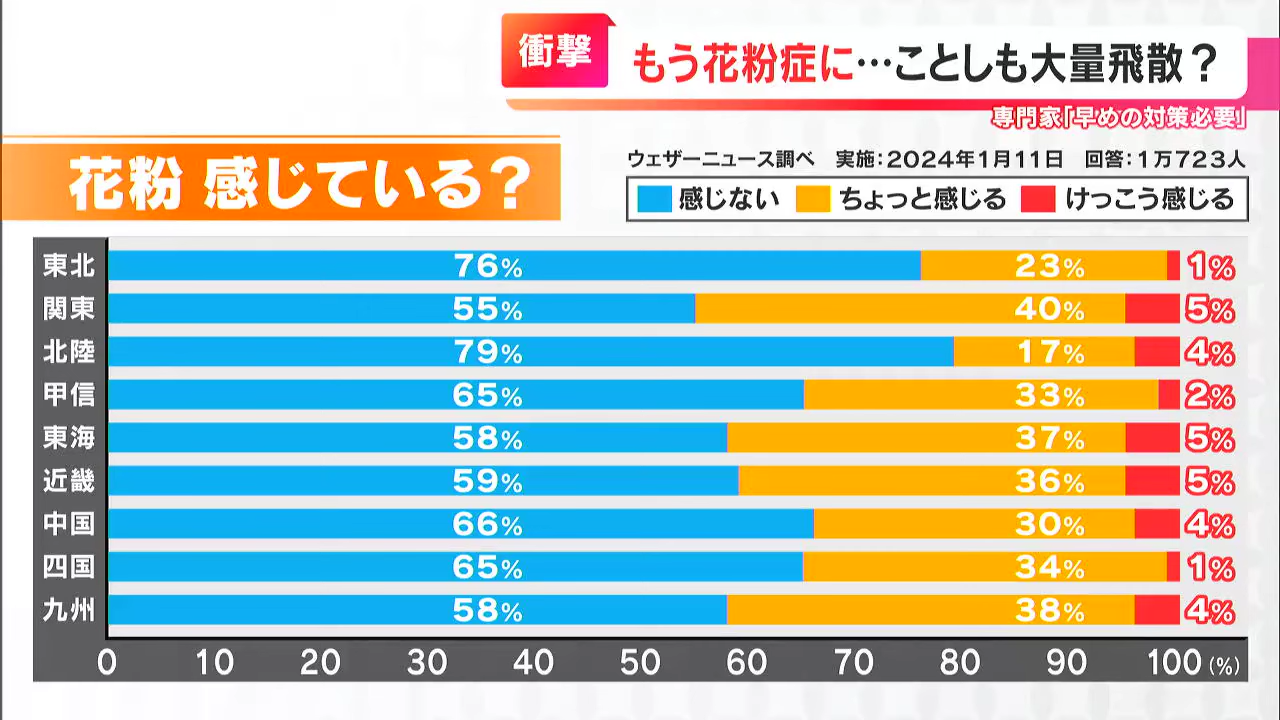 衝撃
もう花粉症に…ことしも大量飛散？
専門家「早めの対策必要」
花粉 感じている？
ウェザーニュース調べ 実施：2024年1月11日 回答：1万723人
感じない ちょっと感じる けっこう感じる
東北 76% 23% 1%
関東 55% 40% 5%
北陸 79% 17% 4%
甲信 65% 33% 2%
東海 58% 37% 5%
近畿 59% 36% 5%
中国 66% 30% 4%
四国 65% 34% 1%
九州 58% 38% 4%
0 10 20 30 40 50 60 70 80 90 100 (%)